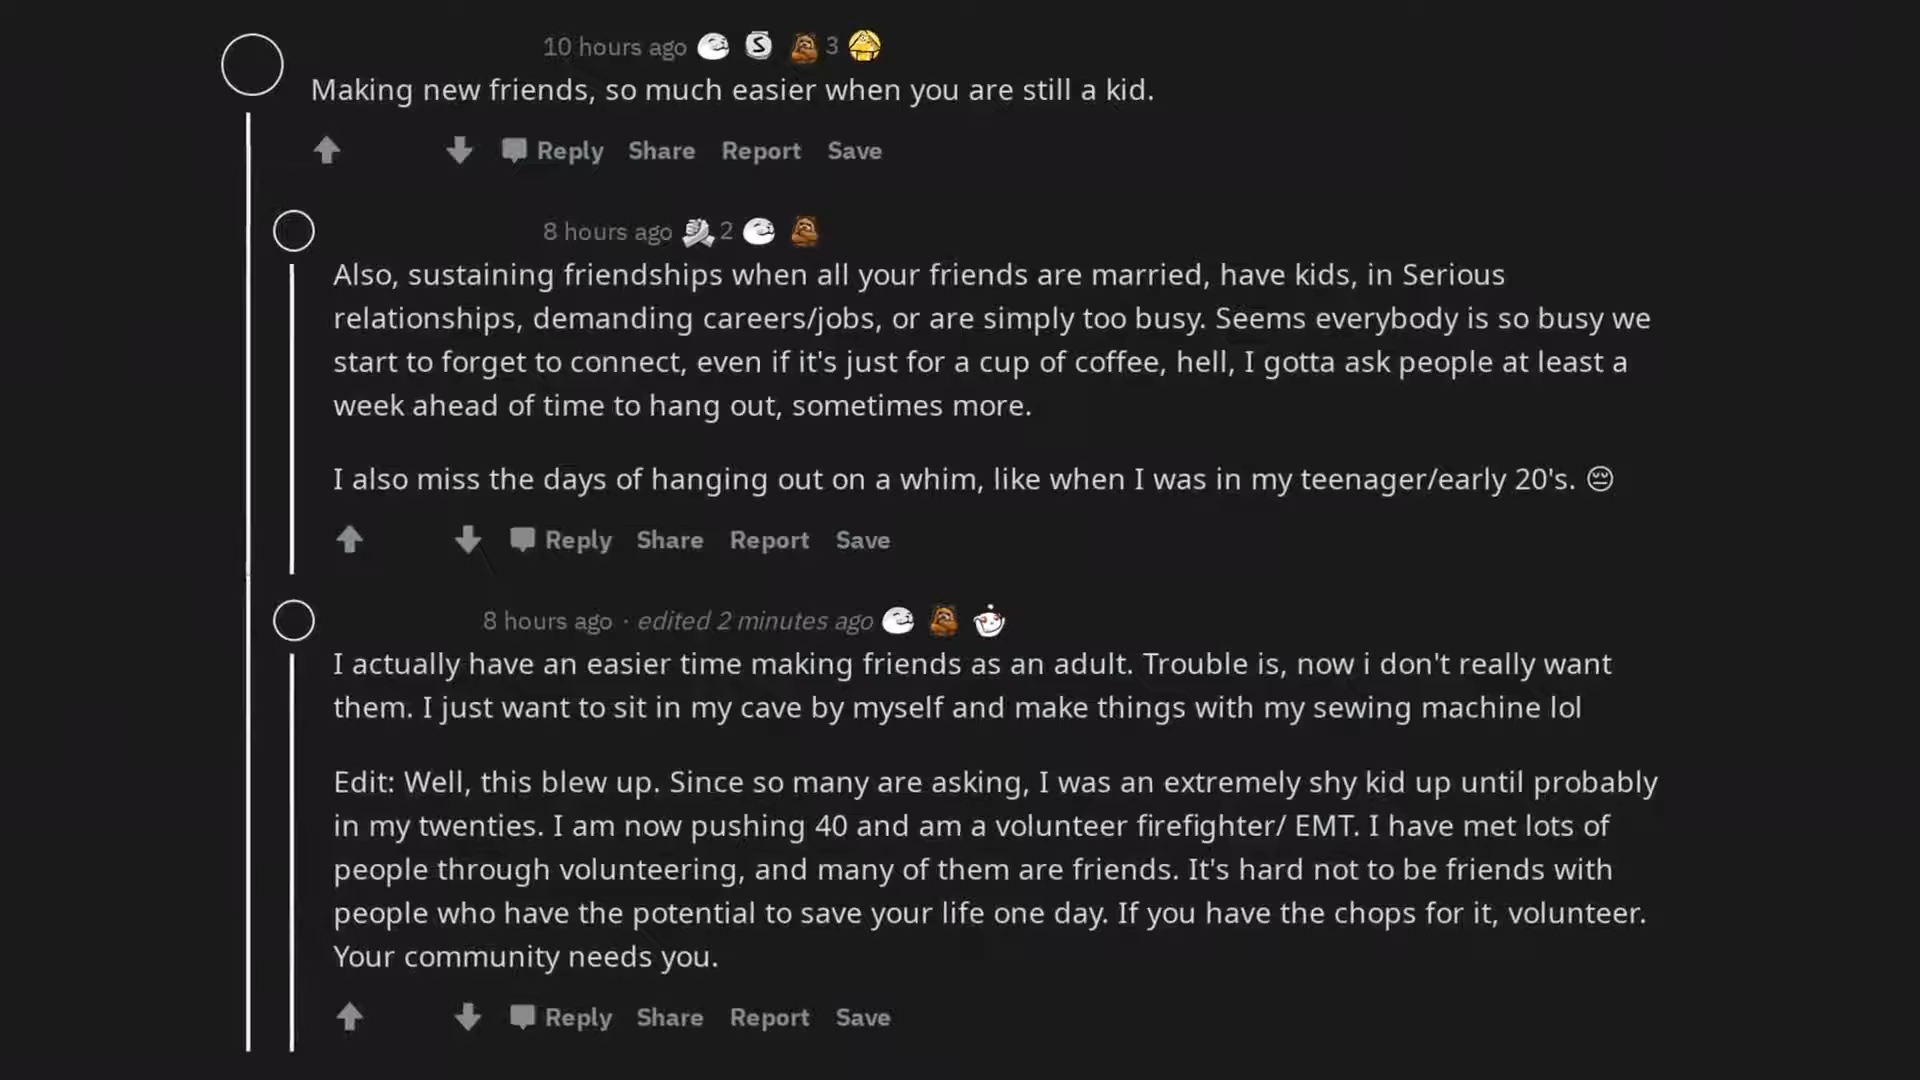 10 hours ago 3
Making new friends, so much easier when you are still a kid.
Reply Share Report Save
8 hours ago 2
Also, sustaining friendships when all your friends are married, have kids, in Serious
relationships, demanding careers/jobs, or are simply too busy. Seems everybody is so busy we
start to forget to connect, even if it's just for a cup of coffee, hell, I gotta ask people at least a
week ahead of time to hang out, sometimes more.
I also miss the days of hanging out on a whim, like when I was in my teenager/early 20's. 😔
Reply Share Report Save
8 hours ago · edited 2 minutes ago
I actually have an easier time making friends as an adult. Trouble is, now i don't really want
them. I just want to sit in my cave by myself and make things with my sewing machine lol
Edit: Well, this blew up. Since so many are asking, I was an extremely shy kid up until probably
in my twenties. I am now pushing 40 and am a volunteer firefighter/ EMT. I have met lots of
people through volunteering, and many of them are friends. It's hard not to be friends with
people who have the potential to save your life one day. If you have the chops for it, volunteer.
Your community needs you.
Reply Share Report Save